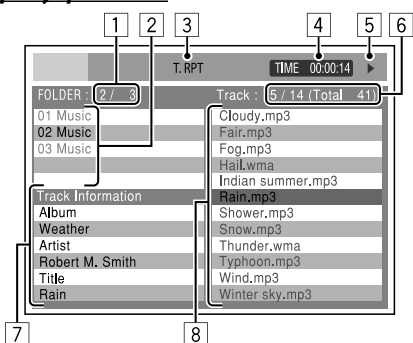 1 2 3 4 5 6
T. RPT TIME 00:00:14
FOLDER : 2 / 3 Track : 5 / 14 (Total 41)
01 Music
02 Music
03 Music
Cloudy.mp3
Fair.mp3
Fog.mp3
Hail.wma
Indian summer.mp3
Rain.mp3
Shower.mp3
Snow.mp3
Thunder.wma
Typhoon.mp3
Wind.mp3
Winter sky.mp3
Track Information
Album
Weather
Artist
Robert M. Smith
Title
Rain
7 8